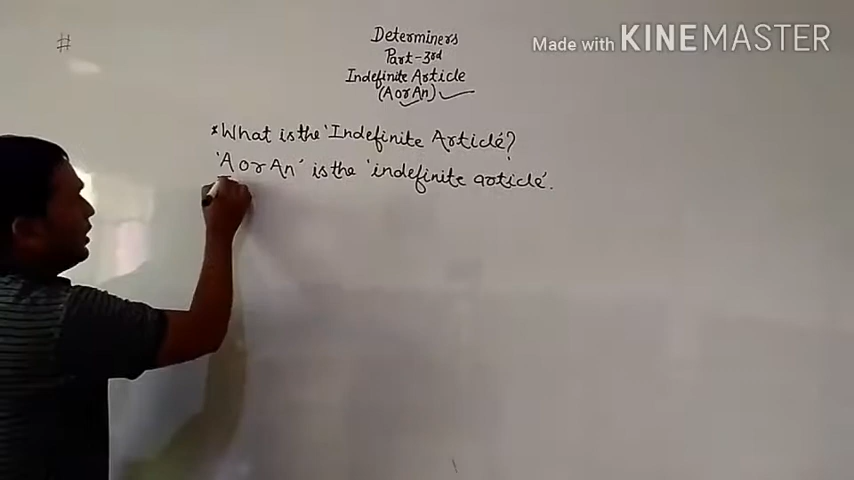 #
Determiners
Part-3rd
Indefinite Article
(A or An)
Made with KINEMASTER
*What is the 'Indefinite Article'?
'A or An' is the 'indefinite article'.